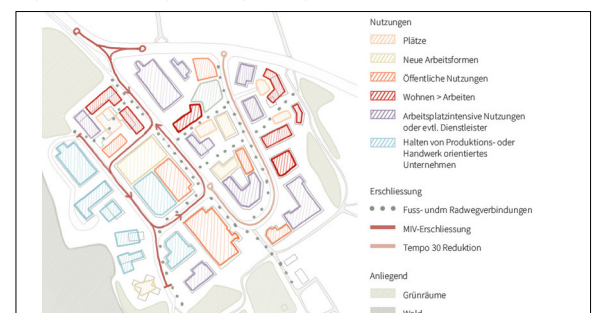 Nutzungen
Plätze
Neue Arbeitsformen
Öffentliche Nutzungen
Wohnen > Arbeiten
Arbeitsplatzintensive Nutzungen
oder evtl. Dienstleister
Halten von Produktions- oder
Handwerk orientiertes
Unternehmen
Erschliessung
Fuss- undm Radwegverbindungen
MIV-Erschliessung
Tempo 30 Reduktion
Anliegend
Grünräume
Wald